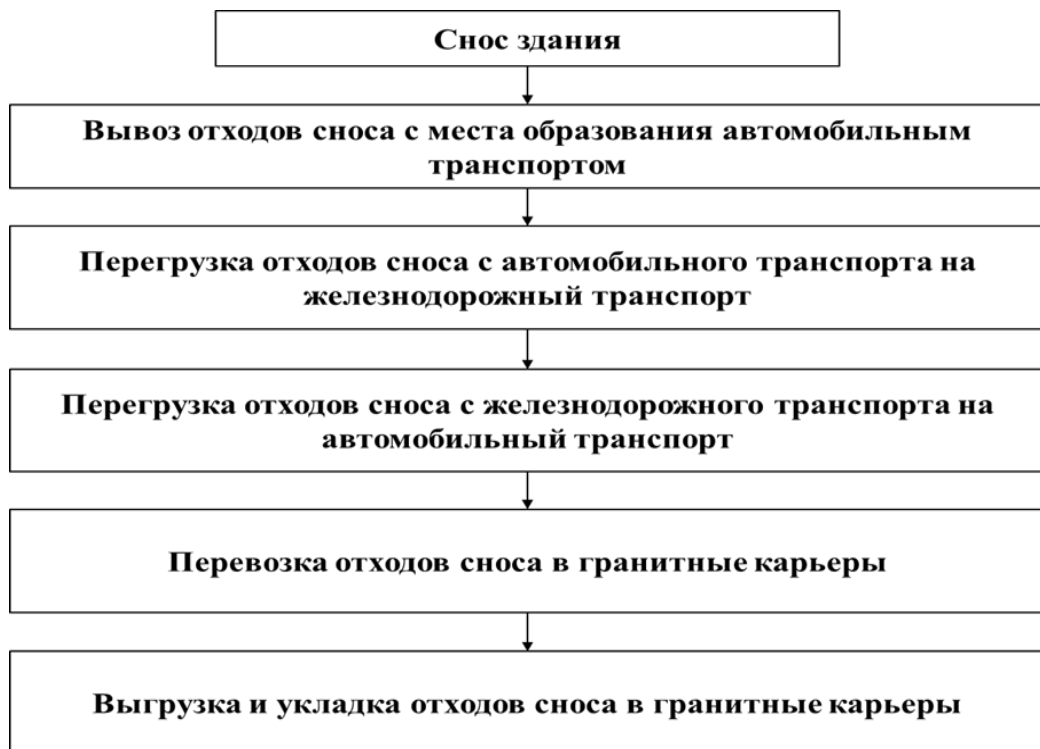 Снос здания
Вывоз отходов сноса с места образования автомобильным
транспортом
Перегрузка отходов сноса с автомобильного транспорта на
железнодорожный транспорт
Перегрузка отходов сноса с железнодорожного транспорта на
автомобильный транспорт
Перевозка отходов сноса в гранитные карьеры
Выгрузка и укладка отходов сноса в гранитные карьеры